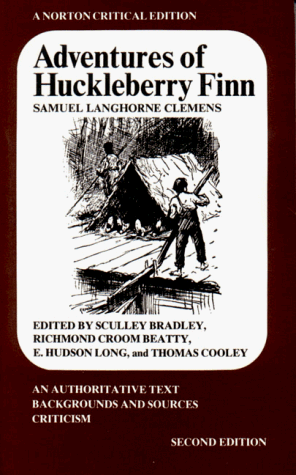 A NORTON CRITICAL EDITION
Adventures of
Huckleberry Finn
SAMUEL LANGHORNE CLEMENS
EDITED BY SCULLEY BRADLEY,
RICHMOND CROOM BEATTY,
E. HUDSON LONG, and THOMAS COOLEY
AN AUTHORITATIVE TEXT
BACKGROUNDS AND SOURCES
CRITICISM
SECOND EDITION